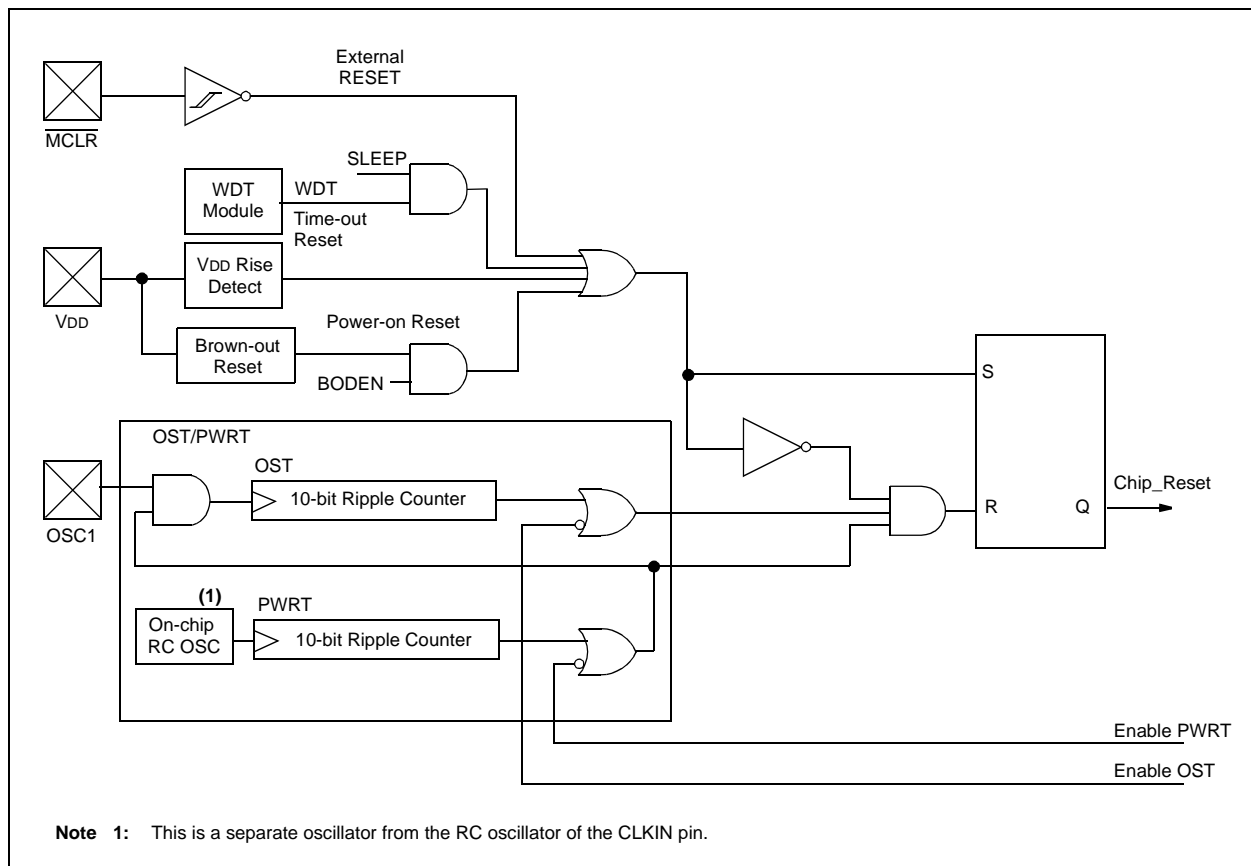 External
RESET
MCLR
SLEEP
WDT
Module
WDT
Time-out
Reset
VDD Rise
Detect
VDD
Power-on Reset
Brown-out
Reset
BODEN
S
OST/PWRT
OST
10-bit Ripple Counter
OSC1
Chip_Reset
R
Q
(1)
On-chip
RC OSC
PWRT
10-bit Ripple Counter
Enable PWRT
Enable OST
Note 1: This is a separate oscillator from the RC oscillator of the CLKIN pin.